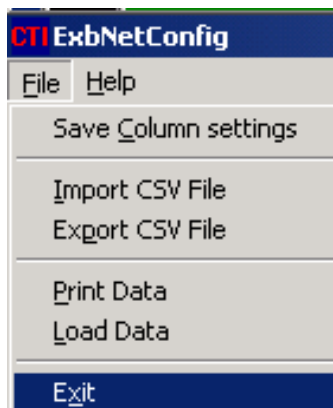 CTI ExbNetConfig
File Help
Save Column settings
Import CSV File
Export CSV File
Print Data
Load Data
Exit